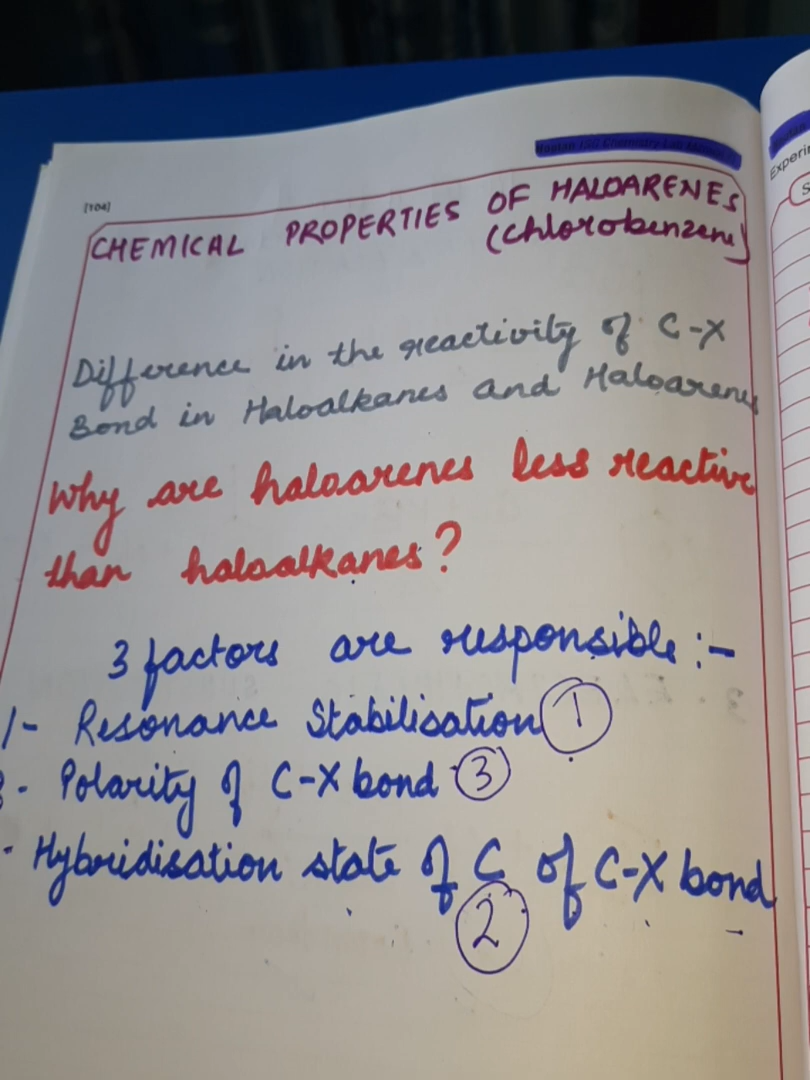 [104]
CHEMICAL PROPERTIES OF HALOARENES
(Chlorobenzene)
Difference in the reactivity of C-X
Bond in Haloalkanes and Haloarenes
Why are haloarenes less reactive
than haloalkanes?
3 factors are responsible :-
1- Resonance Stabilisation 1
- Polarity of C-X bond 3
- Hybridisation state of C of C-X bond
2
Experi
S